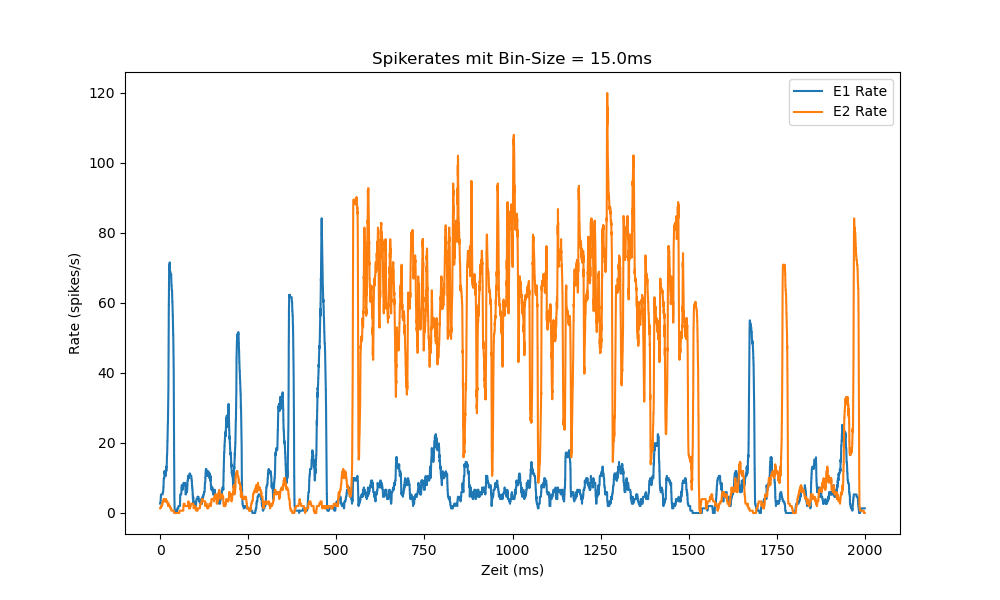 Spikerates mit Bin-Size = 15.0ms
E1 Rate
E2 Rate
120
100
80
60
40
20
0
Rate (spikes/s)
0 250 500 750 1000 1250 1500 1750 2000
Zeit (ms)